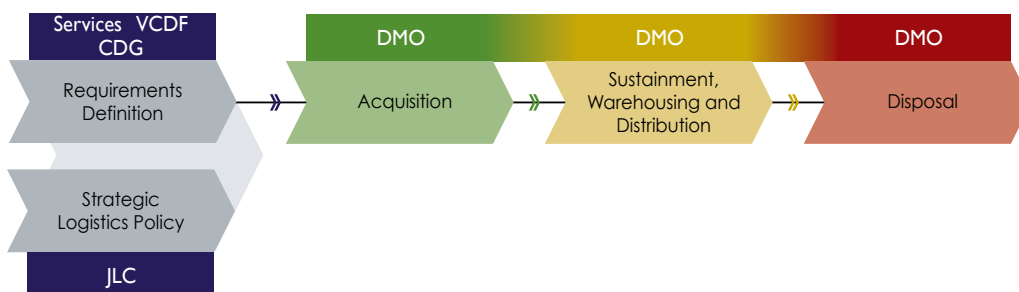 Services VCDF
CDG
Requirements
Definition
Strategic
Logistics Policy
JLC
DMO
Acquisition
DMO
Sustainment,
Warehousing and
Distribution
DMO
Disposal